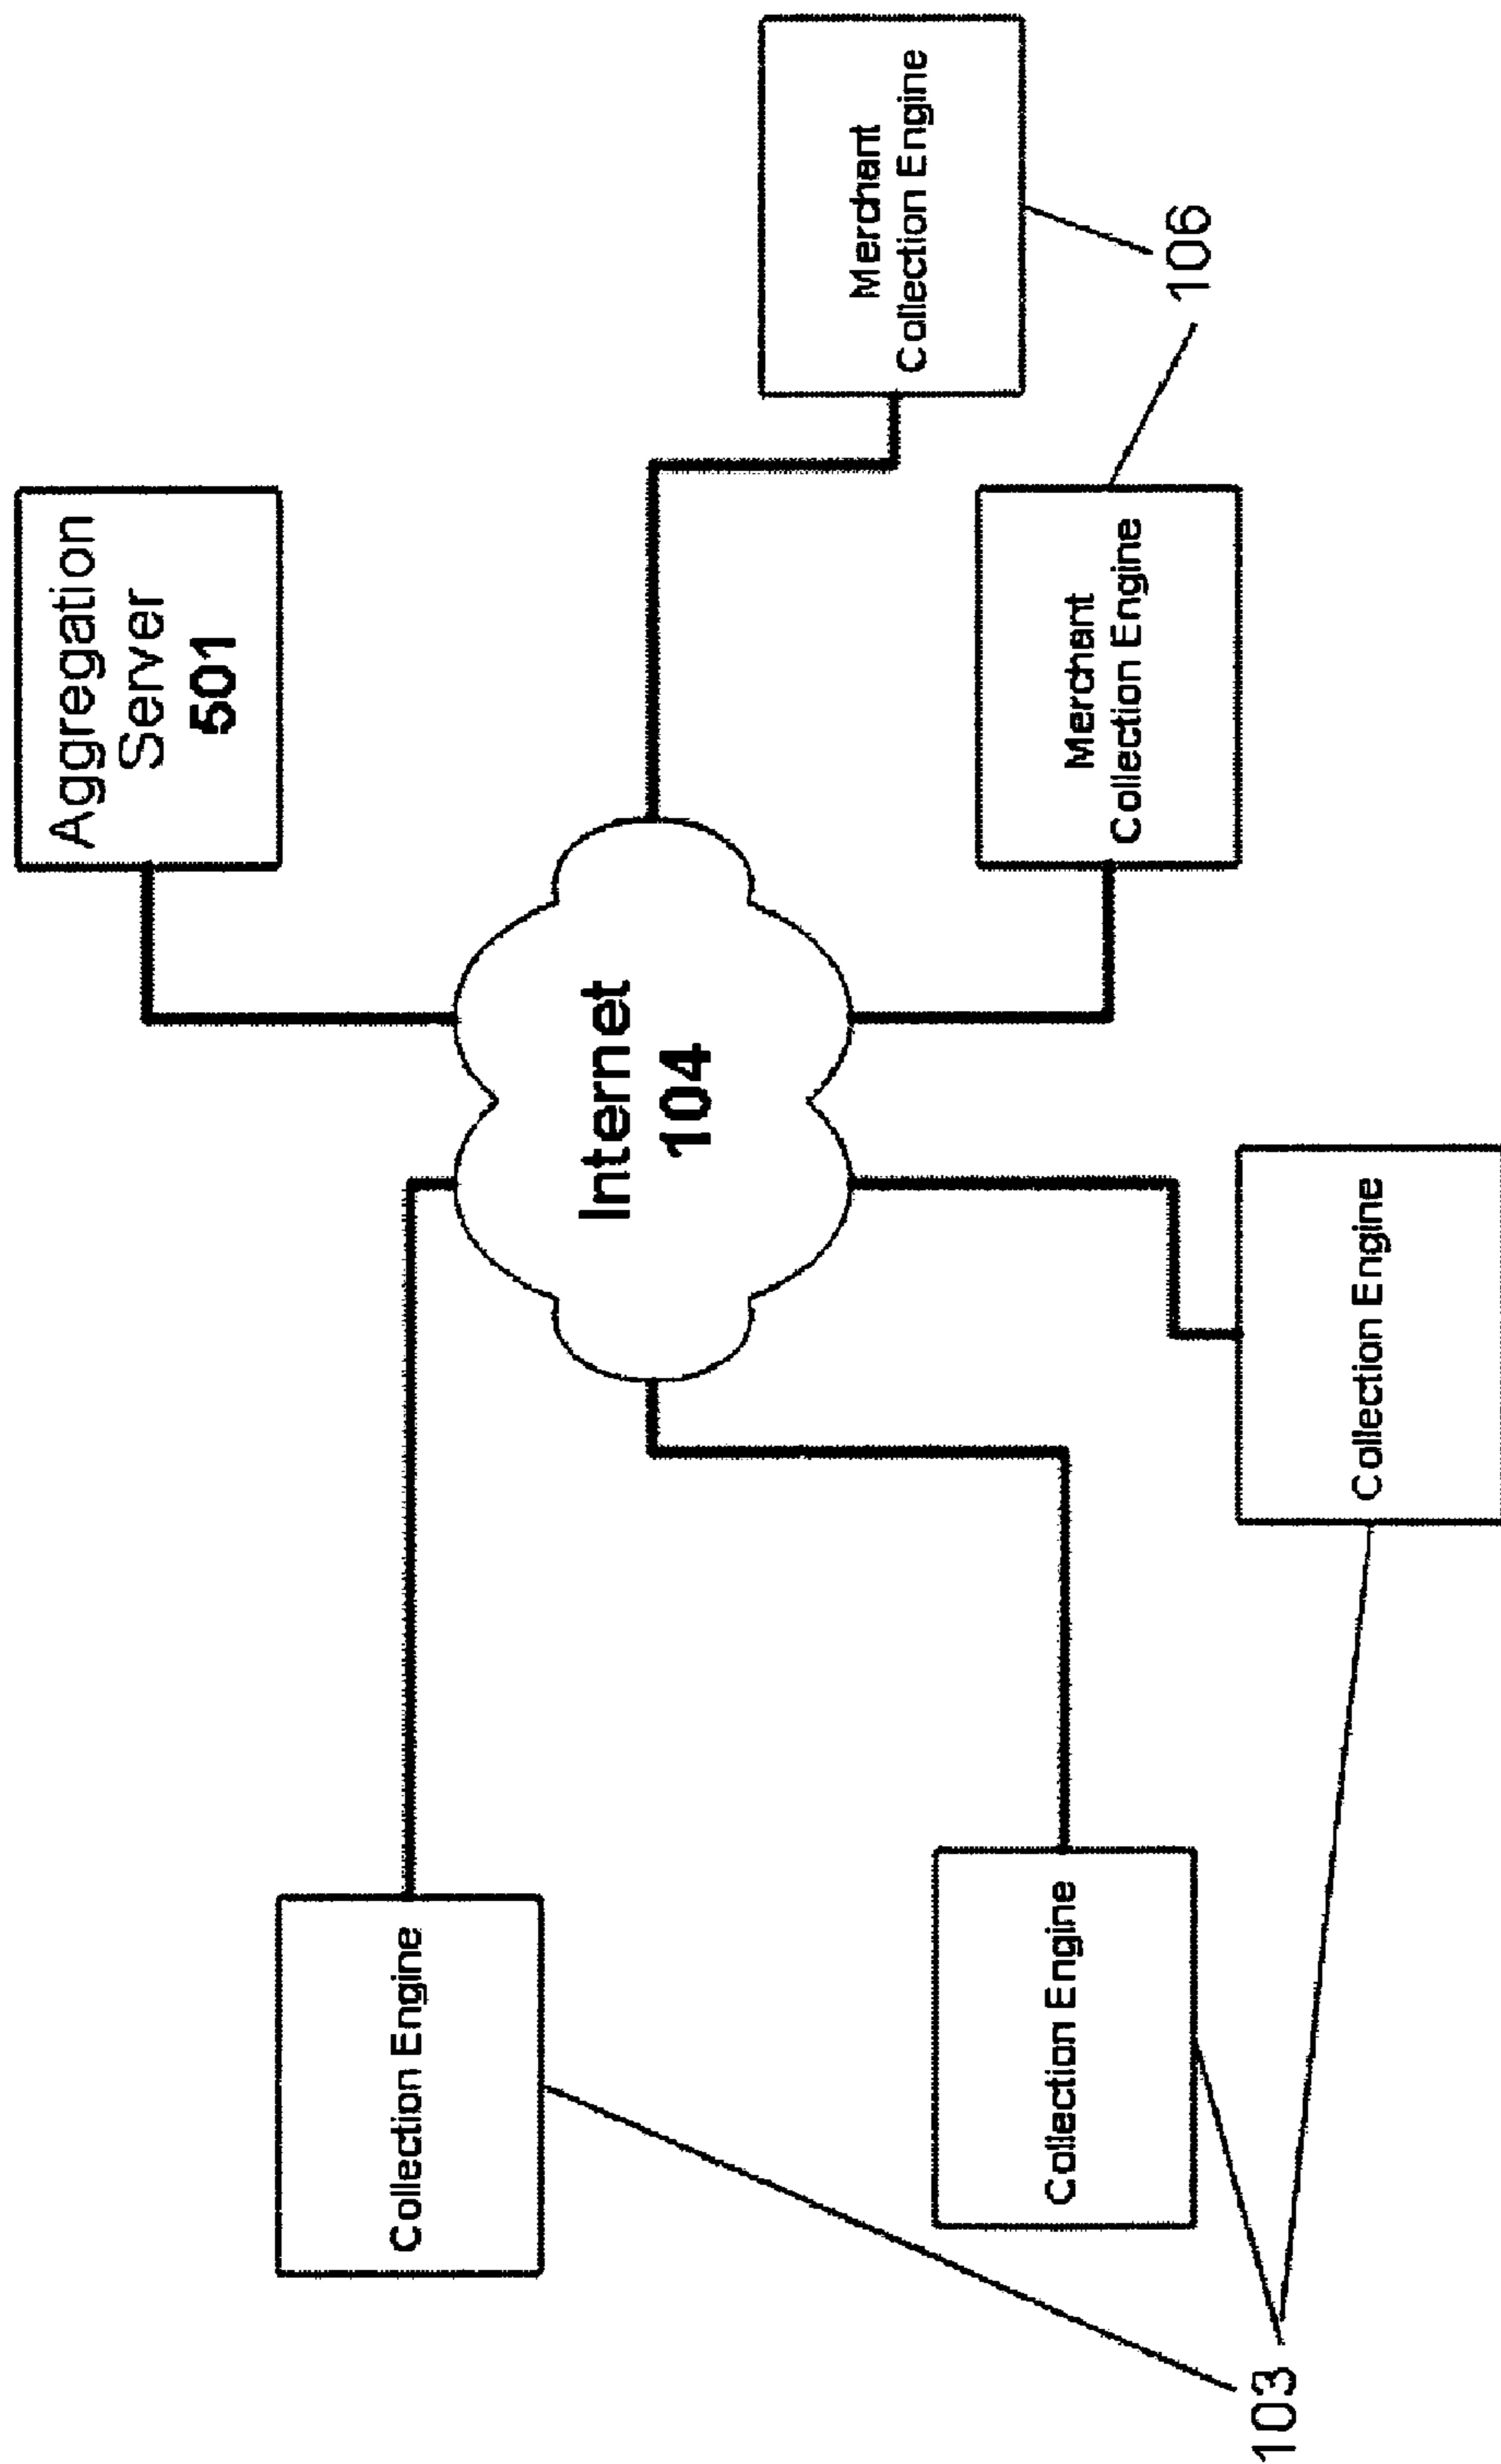 Aggregation
Server
501
Collection Engine
Internet
104
Merchant
Collection Engine
Collection Engine
Merchant
Collection Engine
106
Collection Engine
103